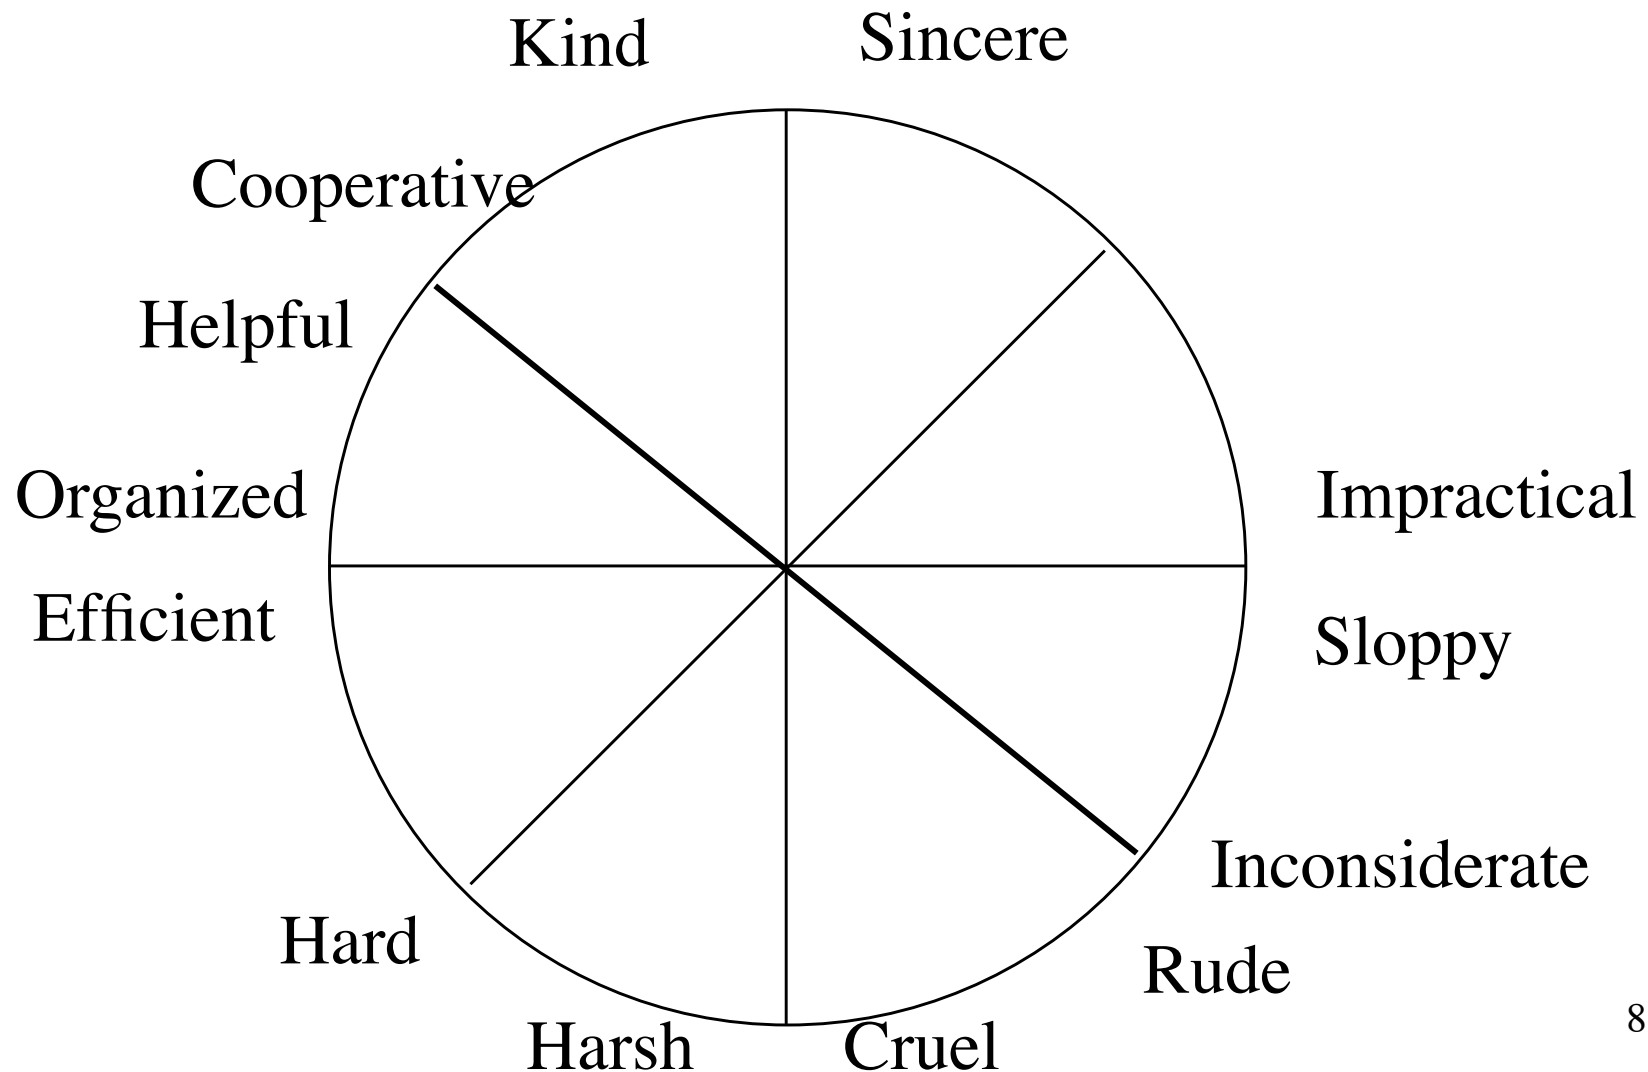 Kind
Sincere
Cooperative
Helpful
Organized
Impractical
Efficient
Sloppy
Inconsiderate
Hard
Rude
8
Harsh
Cruel